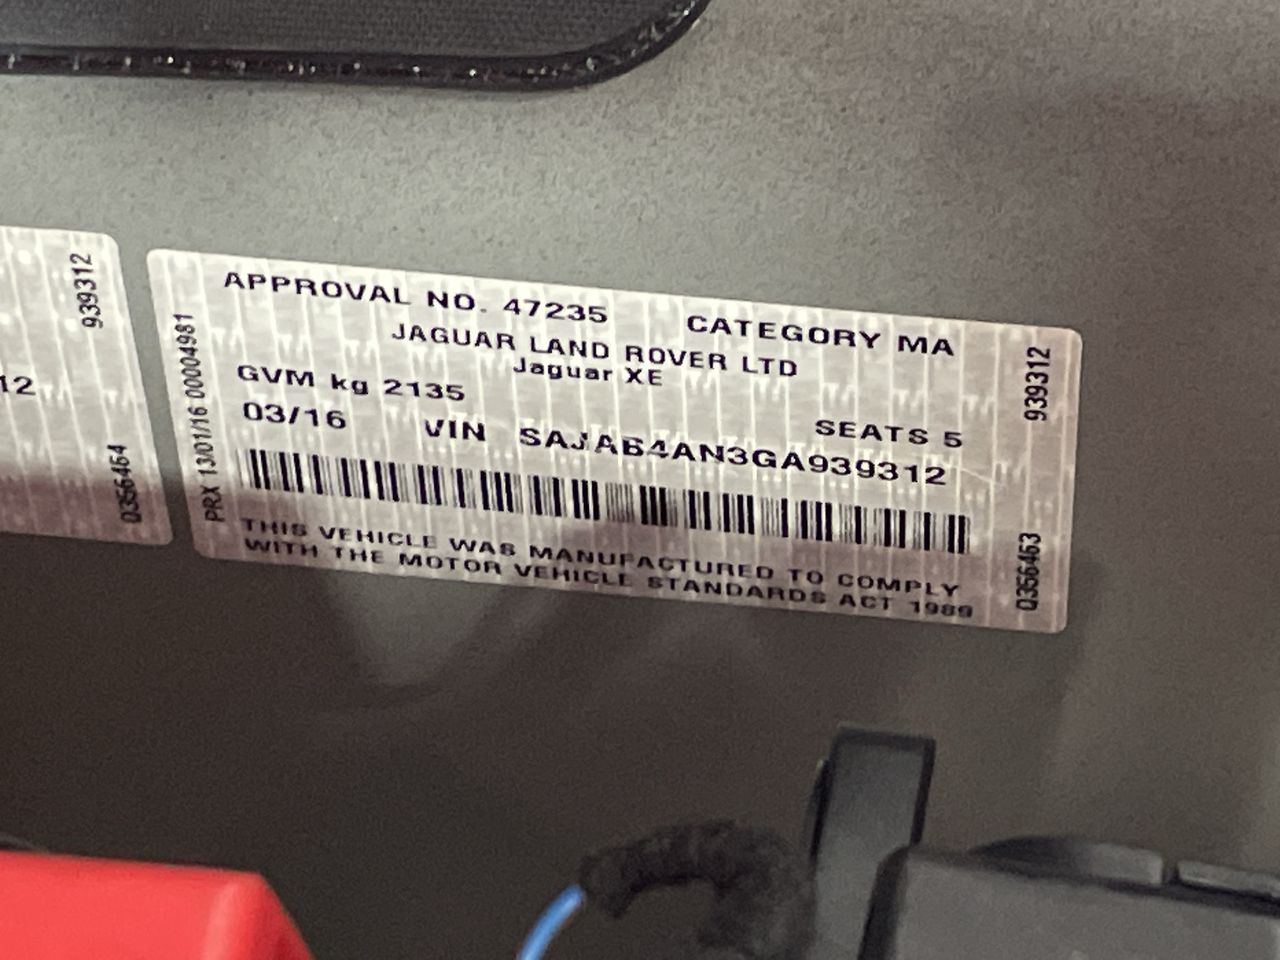 939312
12
0356464
PRX 13/01/16 00004981
APPROVAL NO. 47235 CATEGORY MA
JAGUAR LAND ROVER LTD
Jaguar XE
GVM kg 2135 SEATS 5
03/16 VIN SAJAB4AN3GA939312
THIS VEHICLE WAS MANUFACTURED TO COMPLY
WITH THE MOTOR VEHICLE STANDARDS ACT 1989
939312
0356463